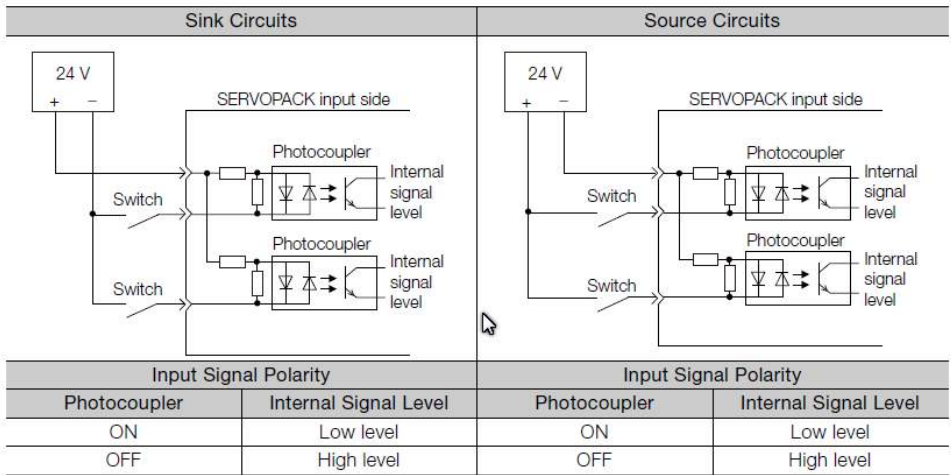 Sink Circuits
24 V
+ −
SERVOPACK input side
Photocoupler
Internal
signal
level
Switch
Photocoupler
Internal
signal
level
Switch
Source Circuits
24 V
+ −
SERVOPACK input side
Photocoupler
Internal
signal
level
Switch
Photocoupler
Internal
signal
level
Switch
Input Signal Polarity
Input Signal Polarity
Photocoupler Internal Signal Level Photocoupler Internal Signal Level
ON Low level ON Low level
OFF High level OFF High level